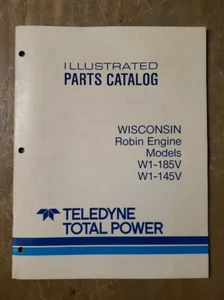 ILLUSTRATED
PARTS CATALOG
WISCONSIN
Robin Engine
Models
W1-185V
W1-145V
TELEDYNE
TOTAL POWER